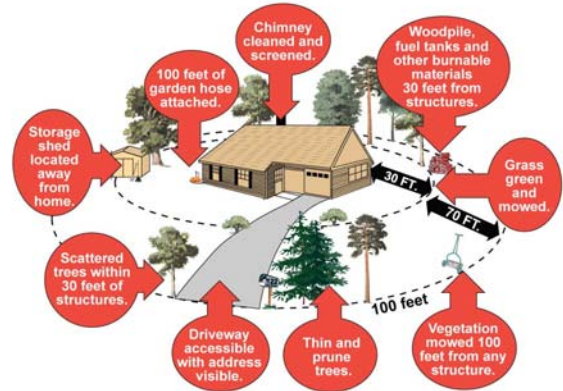 Chimney
cleaned and
screened.
Woodpile,
fuel tanks and
other burnable
materials
30 feet from
structures.
100 feet of
garden hose
attached.
Storage
shed
located
away
from
home.
Grass
green
and
mowed.
30 FT.
70 FT.
100 feet
Scattered
trees within
30 feet of
structures.
Driveway
accessible
with address
visible.
Thin and
prune
trees.
Vegetation
mowed 100
feet from any
structure.